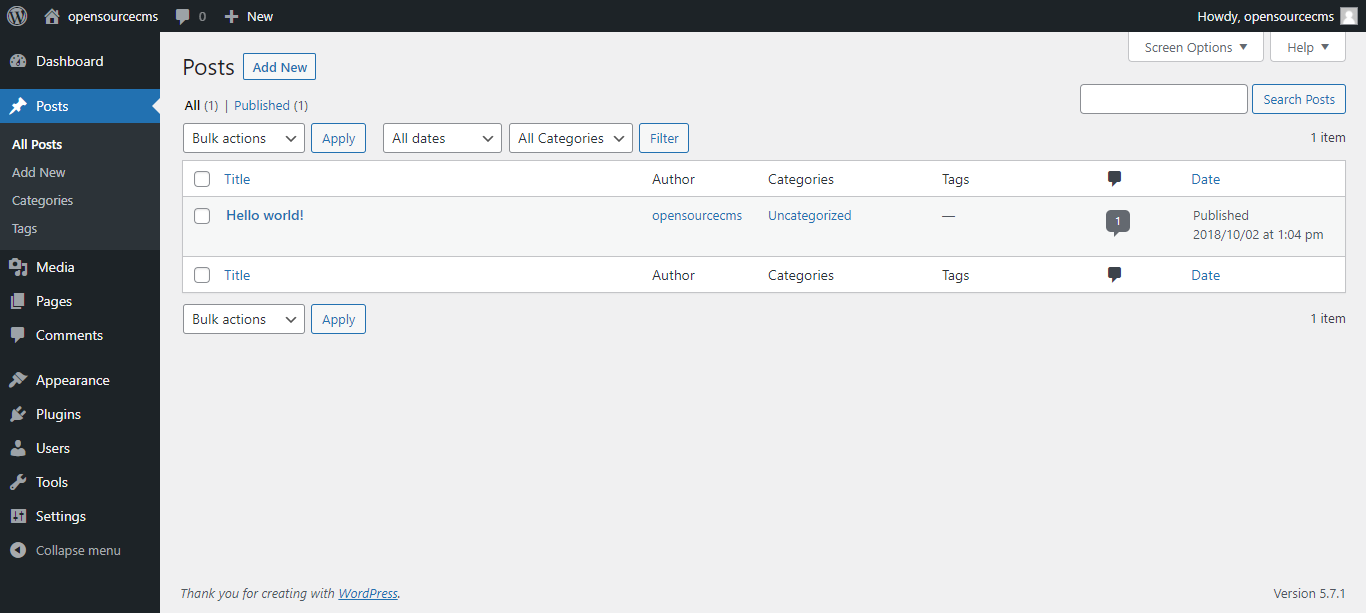 opensourcecms 0 New Howdy, opensourcecms
Screen Options Help
Dashboard
Posts
All Posts
Add New
Categories
Tags
Media
Pages
Comments
Appearance
Plugins
Users
Tools
Settings
Collapse menu
Posts Add New
All (1) | Published (1)
Search Posts
Bulk actions Apply All dates All Categories Filter 1 item
Title Author Categories Tags Date
Hello world! opensourcecms Uncategorized — 1 Published
2018/10/02 at 1:04 pm
Title Author Categories Tags Date
Bulk actions Apply 1 item
Thank you for creating with WordPress. Version 5.7.1